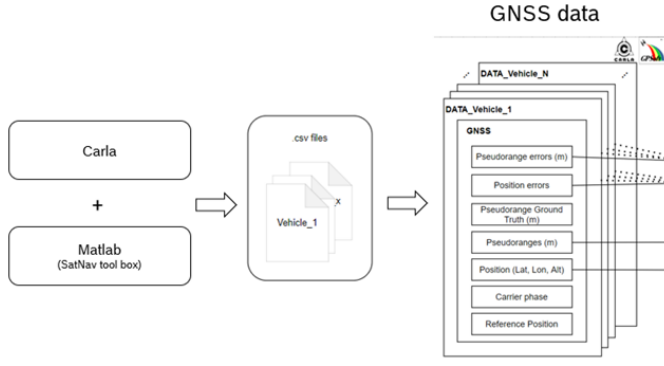 GNSS data
CARLA
DATA_Vehicle_N
DATA_Vehicle_1
GNSS
Pseudorange errors (m)
Position errors
Pseudorange Ground
Truth (m)
Pseudoranges (m)
Position (Lat, Lon, Alt)
Carrier phase
Reference Position
.csv files
x
Vehicle_1
Carla
+
Matlab
(SatNav tool box)